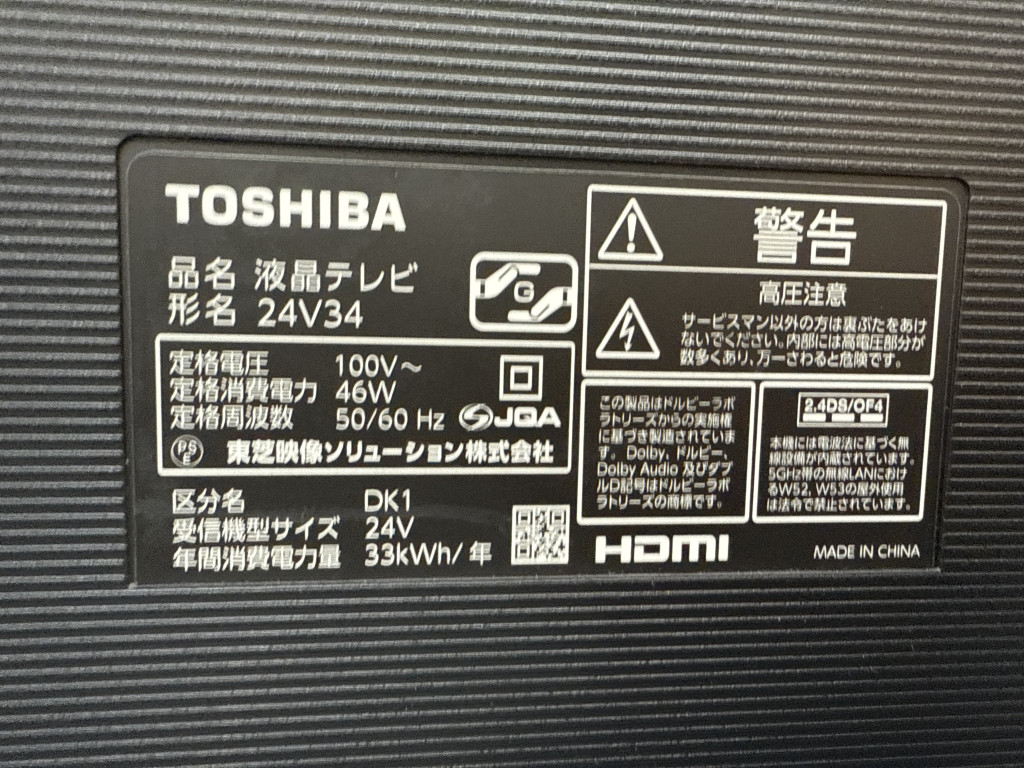 TOSHIBA
品名 液晶テレビ
形名 24V34
G
定格電圧 100V～
定格消費電力 46W
定格周波数 50/60 Hz JQA
PSE 東芝映像ソリューション株式会社
区分名 DK1
受信機型サイズ 24V
年間消費電力量 33kWh/年
警告
高圧注意
サービスマン以外の方は裏ぶたをあけ
ないでください。内部には高電圧部分が
数多くあり、万一さわると危険です。
この製品はドルビーラボ
ラトリーズからの実施権
に基づき製造されていま
す。Dolby、ドルビー、
Dolby Audio 及びダブ
ルD記号はドルビーラボ
ラトリーズの商標です。
2.4DS/OF4
本機には電波法に基づく無
線設備が内蔵されています。
5GHz帯の無線LANにおけ
るW52、W53の屋外使用
は法令で禁止されています。
HDMI
MADE IN CHINA